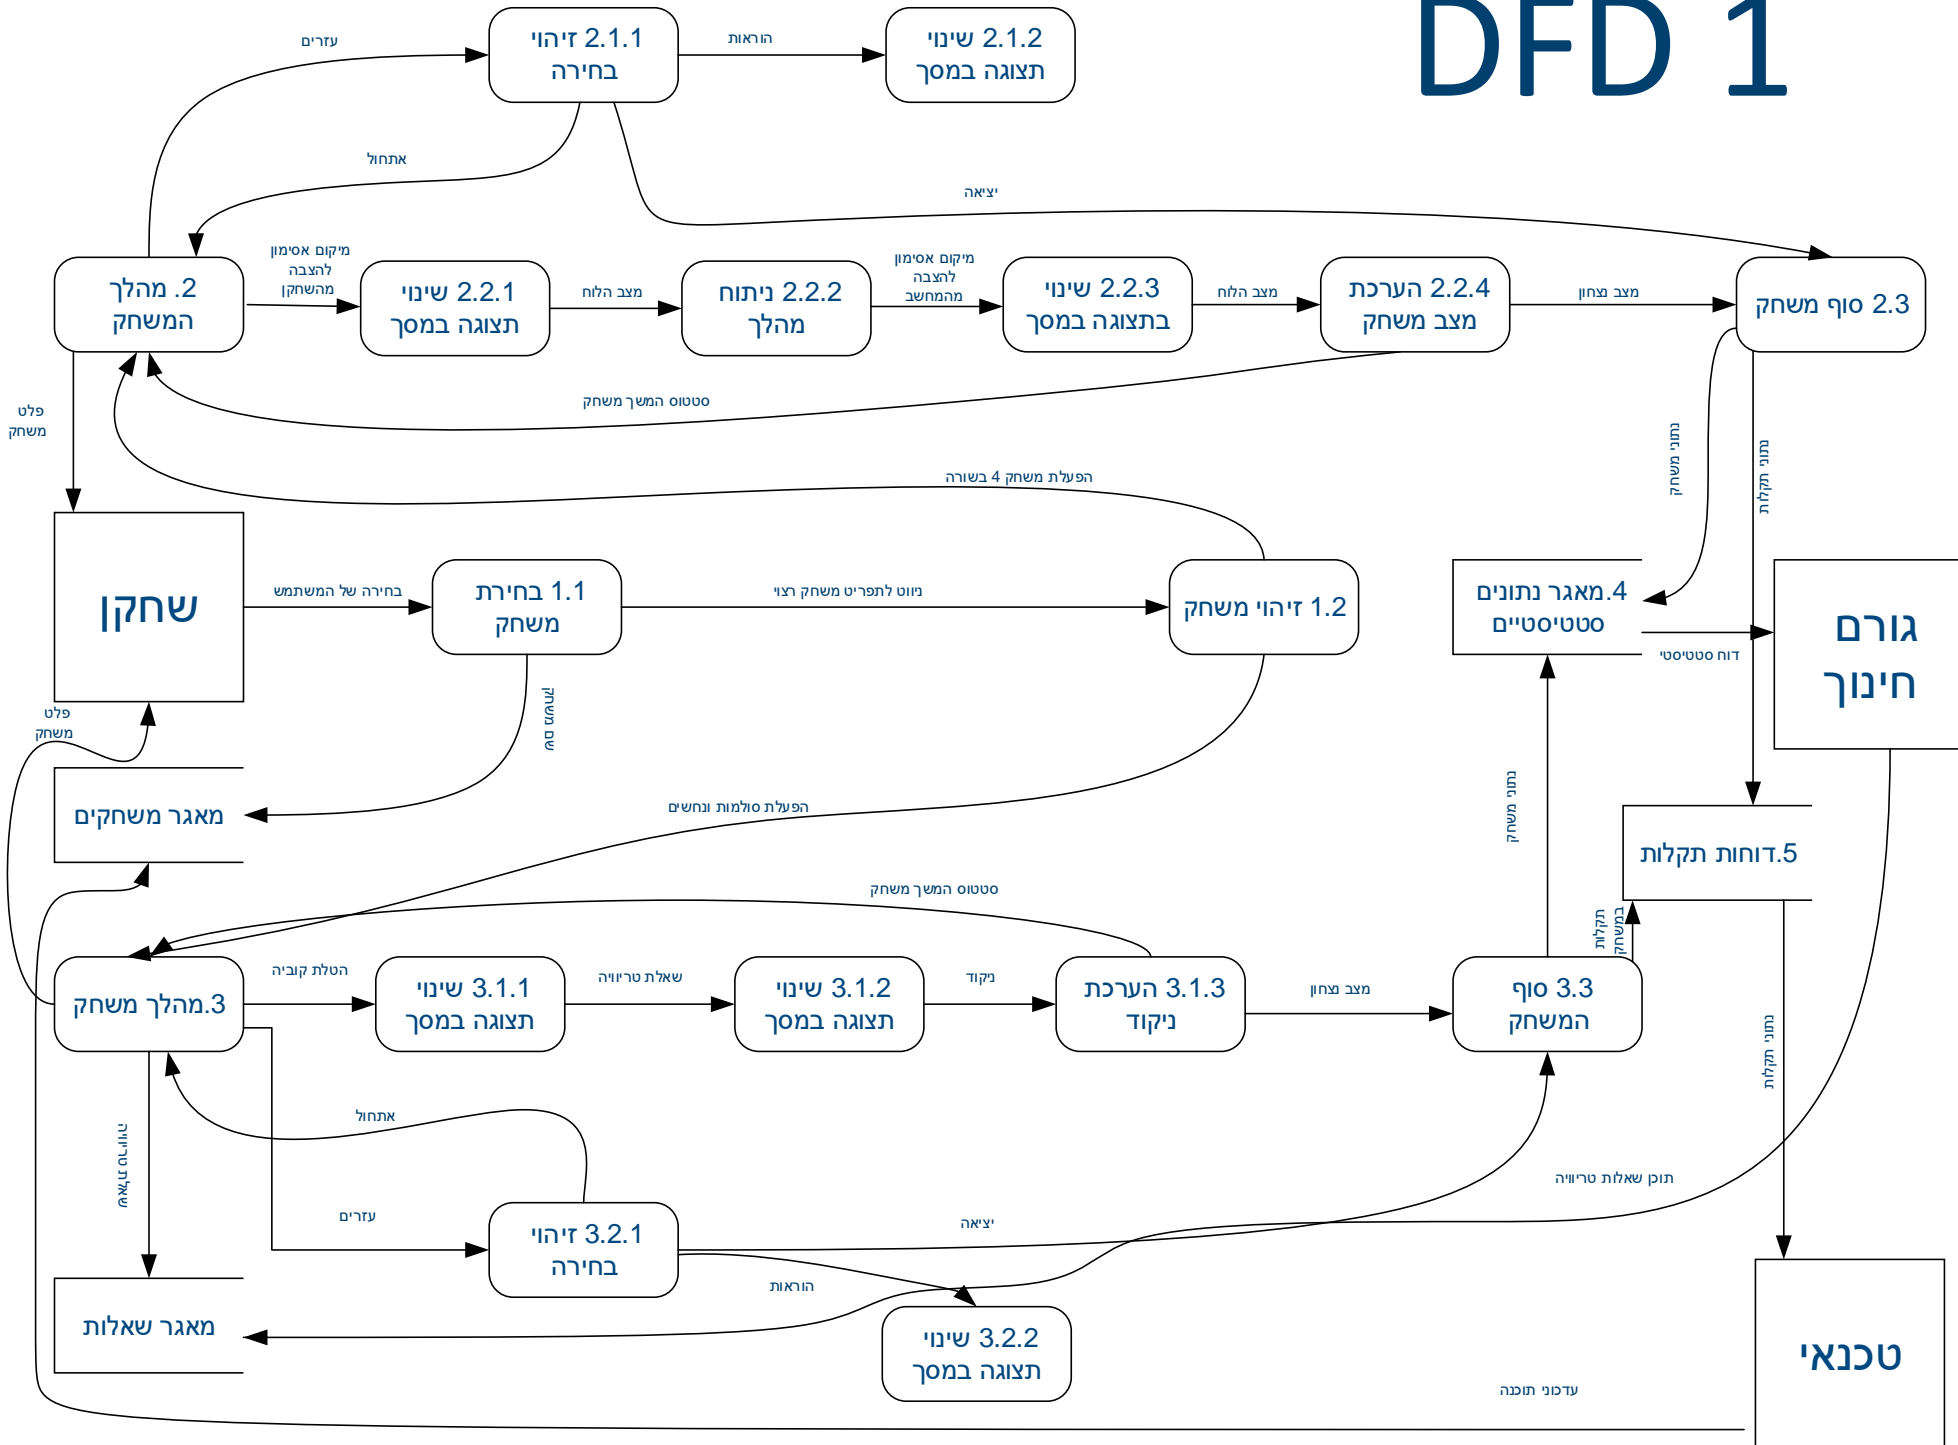 DFD 1
עזרים
2.1.1 זיהוי
בחירה
הוראות
2.1.2 שינוי
תצוגה במסך
אתחול
יציאה
2. מהלך
המשחק
מיקום אסימון
להצבה
מהשחקן
2.2.1 שינוי
תצוגה במסך
מצב הלוח
2.2.2 ניתוח
מהלך
מיקום אסימון
להצבה
מהמחשב
2.2.3 שינוי
בתצוגה במסך
מצב הלוח
2.2.4 הערכת
מצב משחק
מצב נצחון
2.3 סוף משחק
פלט
משחק
סטטוס המשך משחק
נתוני משחק
נתוני תקלות
הפעלת משחק 4 בשורה
שחקן
בחירה של המשתמש
1.1 בחירת
משחק
ניווט לתפריט משחק רצוי
1.2 זיהוי משחק
4.מאגר נתונים
סטטיסטיים
דוח סטטיסטי
גורם
חינוך
פלט
משחק
שם משחק
מאגר משחקים
הפעלת סולמות ונחשים
נתוני משחק
5.דוחות תקלות
סטטוס המשך משחק
תקלות
במשחק
3.מהלך משחק
הטלת קוביה
3.1.1 שינוי
תצוגה במסך
שאלת טריוויה
3.1.2 שינוי
תצוגה במסך
ניקוד
3.1.3 הערכת
ניקוד
מצב נצחון
3.3 סוף
המשחק
נתוני תקלות
אתחול
שאלת טריוויה
תוכן שאלות טריוויה
עזרים
3.2.1 זיהוי
בחירה
יציאה
הוראות
מאגר שאלות
3.2.2 שינוי
תצוגה במסך
טכנאי
עדכוני תוכנה